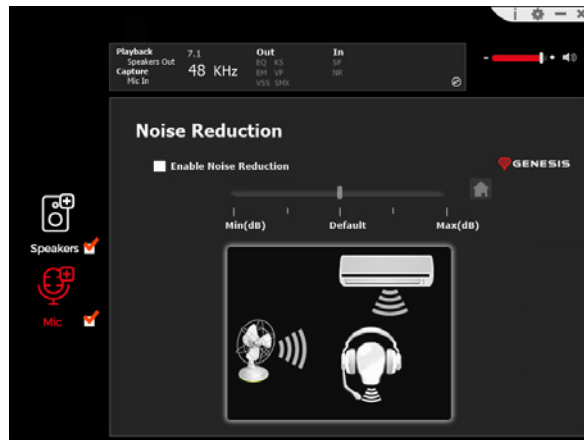 i
Playback 7.1 Out In
Speakers Out EQ KS SF
Capture 48 KHz EM VF NR
Mic In VSS SMX
Noise Reduction
Enable Noise Reduction
GENESIS
Min(dB) Default Max(dB)
Speakers
Mic